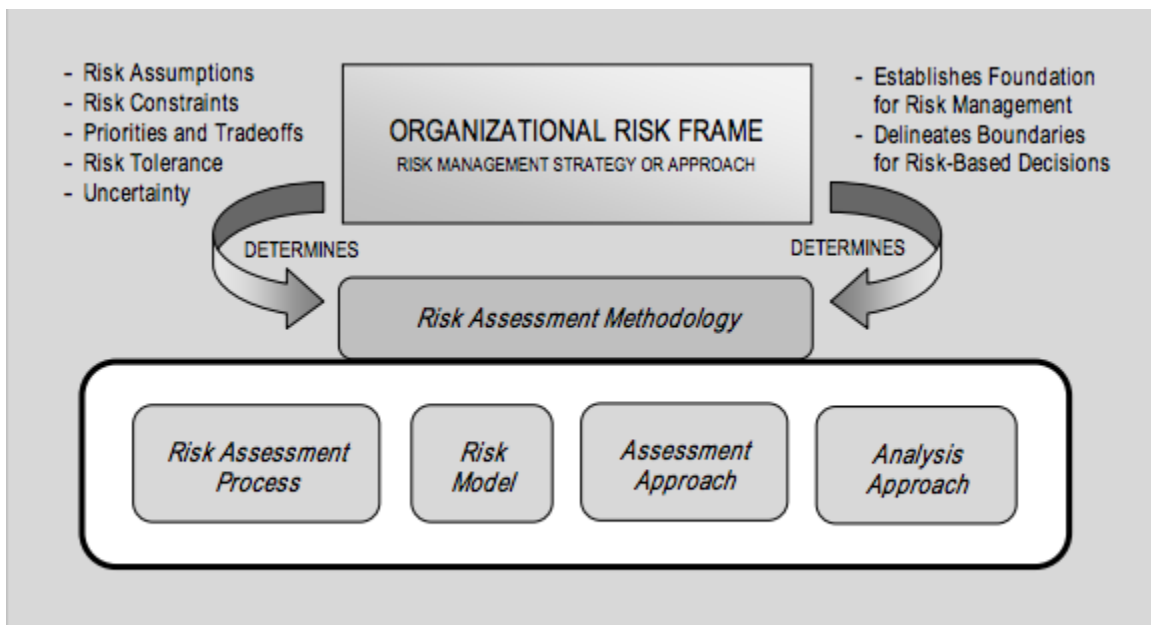 - Risk Assumptions
- Risk Constraints
- Priorities and Tradeoffs
- Risk Tolerance
- Uncertainty
ORGANIZATIONAL RISK FRAME
RISK MANAGEMENT STRATEGY OR APPROACH
- Establishes Foundation
for Risk Management
- Delineates Boundaries
for Risk-Based Decisions
DETERMINES
DETERMINES
Risk Assessment Methodology
Risk Assessment
Process
Risk
Model
Assessment
Approach
Analysis
Approach